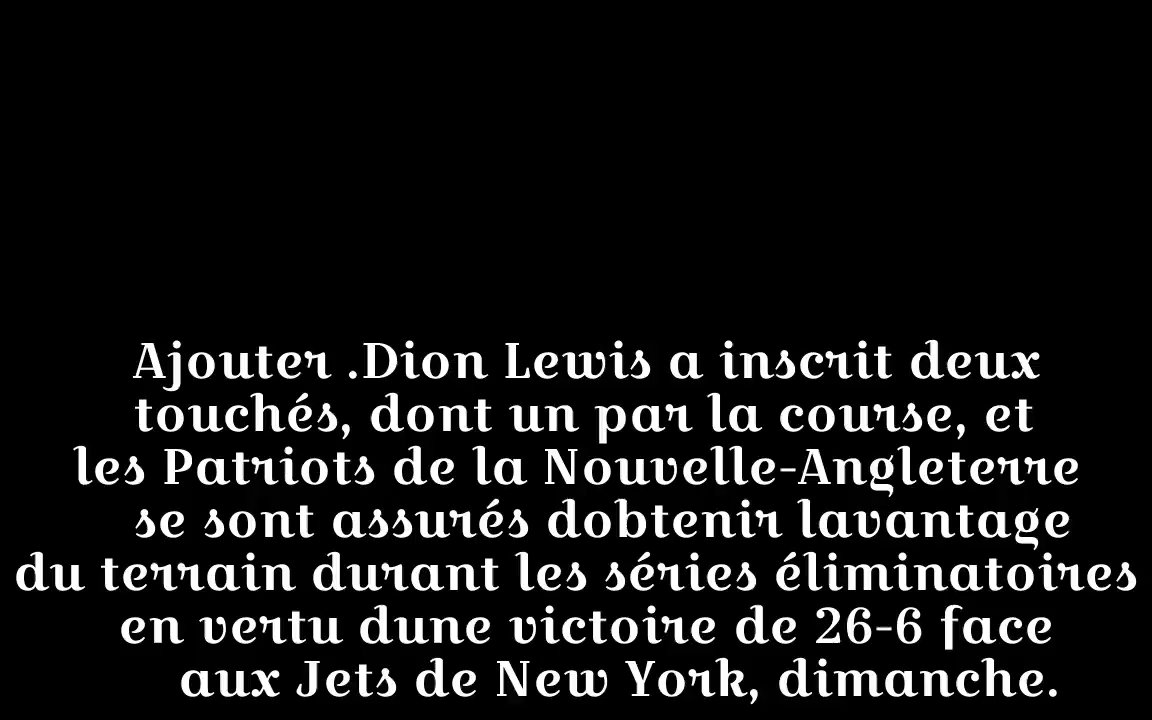 Ajouter .Dion Lewis a inscrit deux
touchés, dont un par la course, et
les Patriots de la Nouvelle-Angleterre
se sont assurés dobtenir lavantage
du terrain durant les séries éliminatoires
en vertu dune victoire de 26-6 face
aux Jets de New York, dimanche.